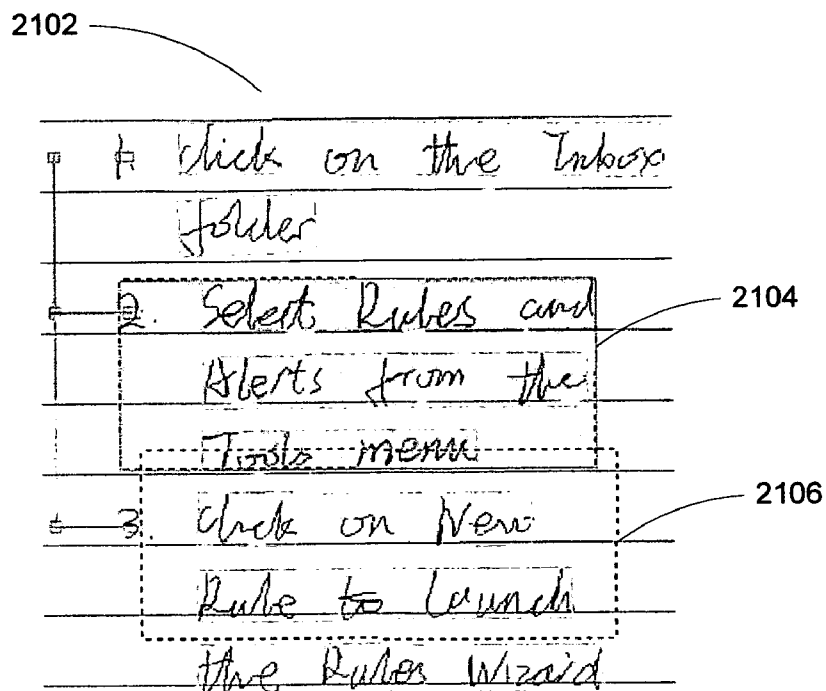 2102
1. Click on the Inbox
folder
2. Select Rules and
2104
Alerts from the
Tools menu
2106
3. Click on New
Rule to launch
the Rules Wizard